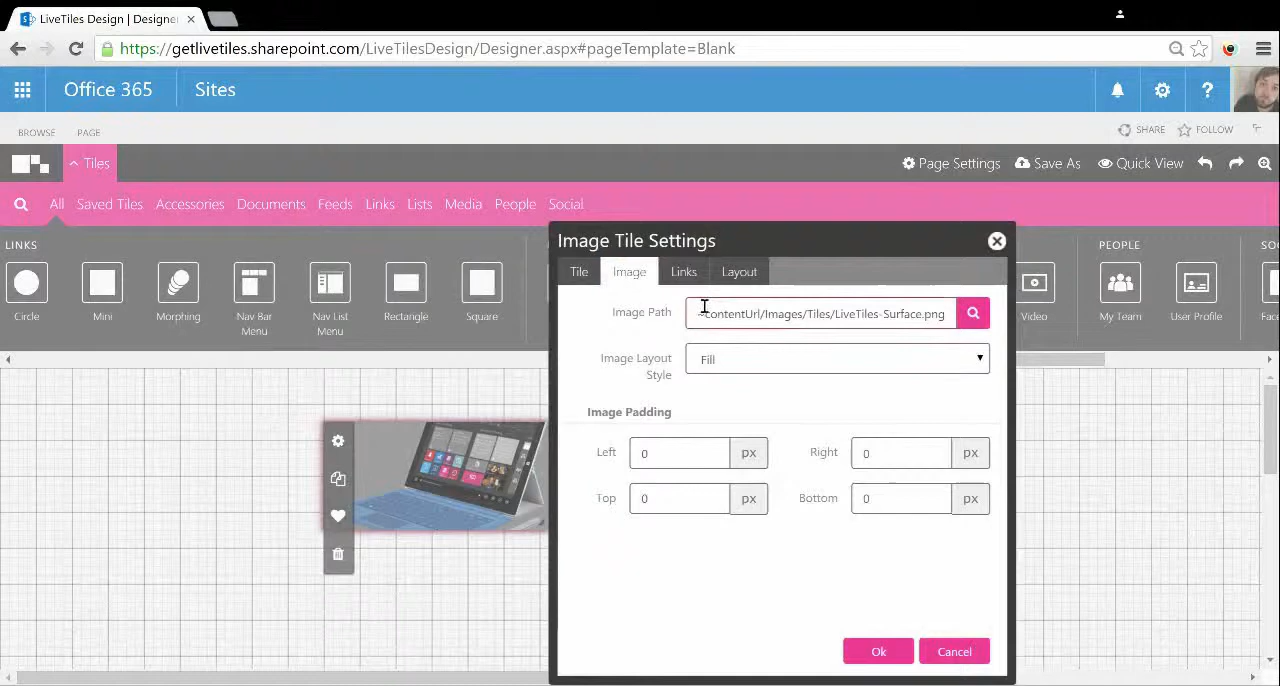 LiveTiles Design | Designer
https://getlivetiles.sharepoint.com/LiveTilesDesign/Designer.aspx#pageTemplate=Blank
Office 365 Sites
BROWSE PAGE SHARE FOLLOW
Tiles Page Settings Save As Quick View
All Saved Tiles Accessories Documents Feeds Links Lists Media People Social
LINKS PEOPLE
Circle Mini Morphing Nav Bar Menu Nav List Menu Rectangle Square Video My Team User Profile
Image Tile Settings
Tile Image Links Layout
Image Path ~contentUrl/Images/Tiles/LiveTiles-Surface.png
Image Layout Style Fill
Image Padding
Left 0 px Right 0 px
Top 0 px Bottom 0 px
Ok Cancel